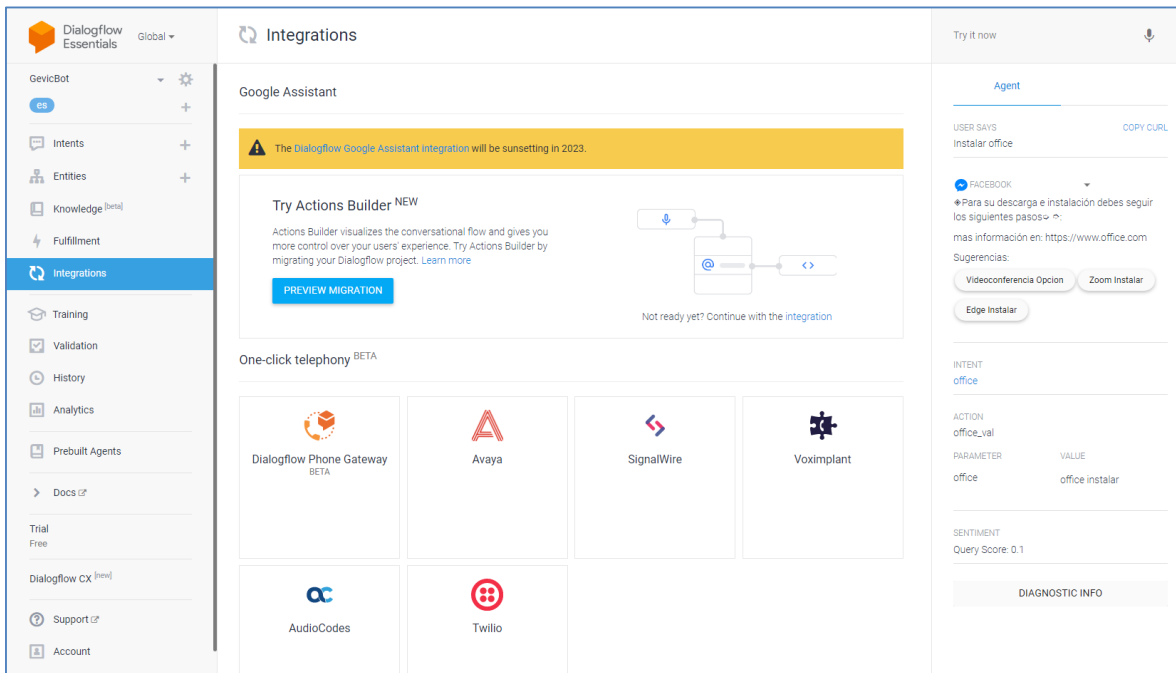 Dialogflow
Essentials
Global
GevicBot
es
Intents
Entities
Knowledge [beta]
Fulfillment
Integrations
Training
Validation
History
Analytics
Prebuilt Agents
Docs
Trial
Free
Dialogflow CX [new]
Support
Account
Integrations
Google Assistant
The Dialogflow Google Assistant integration will be sunsetting in 2023.
Try Actions Builder NEW
Actions Builder visualizes the conversational flow and gives you
more control over your users' experience. Try Actions Builder by
migrating your Dialogflow project. Learn more
PREVIEW MIGRATION
Not ready yet? Continue with the integration
One-click telephony BETA
Dialogflow Phone Gateway
BETA
Avaya
SignalWire
Voximplant
AudioCodes
Twilio
Try it now
Agent
USER SAYS
COPY CURL
Instalar office
FACEBOOK
Para su descarga e instalación debes seguir
los siguientes pasos
mas información en: https://www.office.com
Sugerencias:
Videoconferencia Opcion
Zoom Instalar
Edge Instalar
INTENT
office
ACTION
office_val
PARAMETER
VALUE
office
office instalar
SENTIMENT
Query Score: 0.1
DIAGNOSTIC INFO